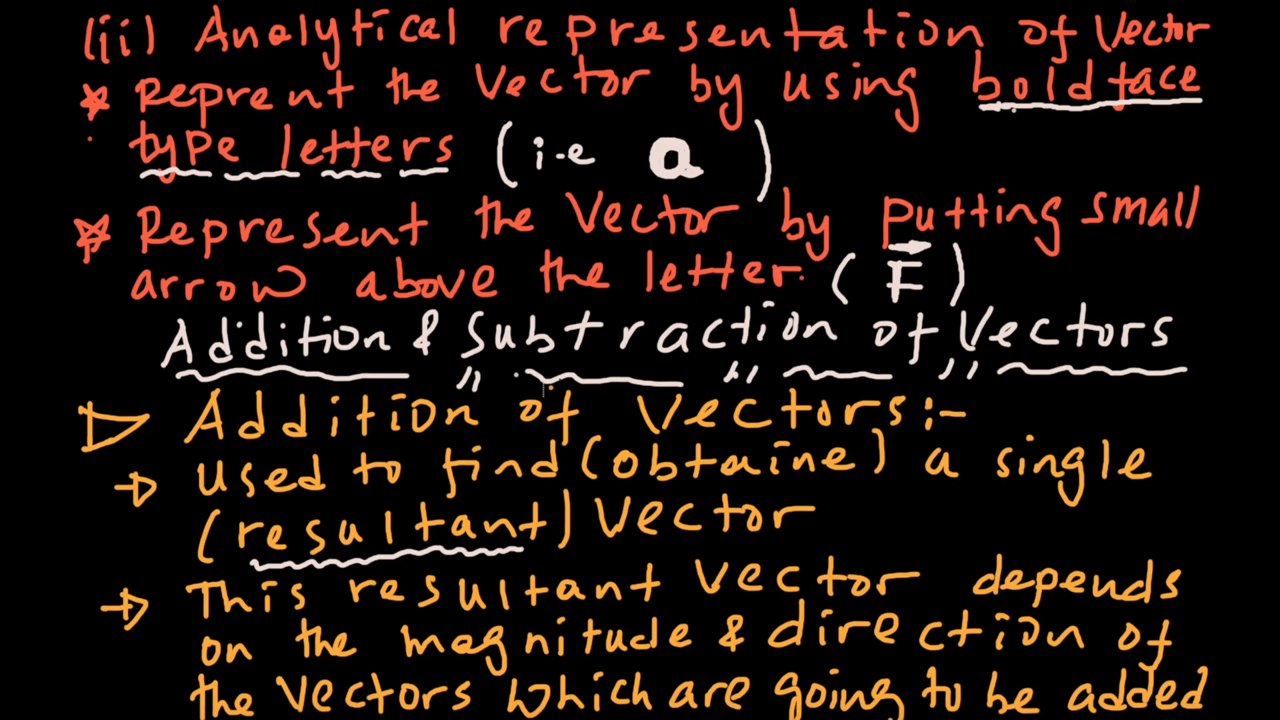 (ii) Analytical representation of Vector
* Reprent the Vector by using boldface
type letters (i.e a)
* Represent the Vector by putting small
arrow above the letter. (F⃗)
Addition & Subtraction of Vectors
▷ Addition of Vectors:-
→ Used to find (obtaine) a single
(resultant) Vector
→ This resultant Vector depends
on the magnitude & direction of
the Vectors which are going to be added